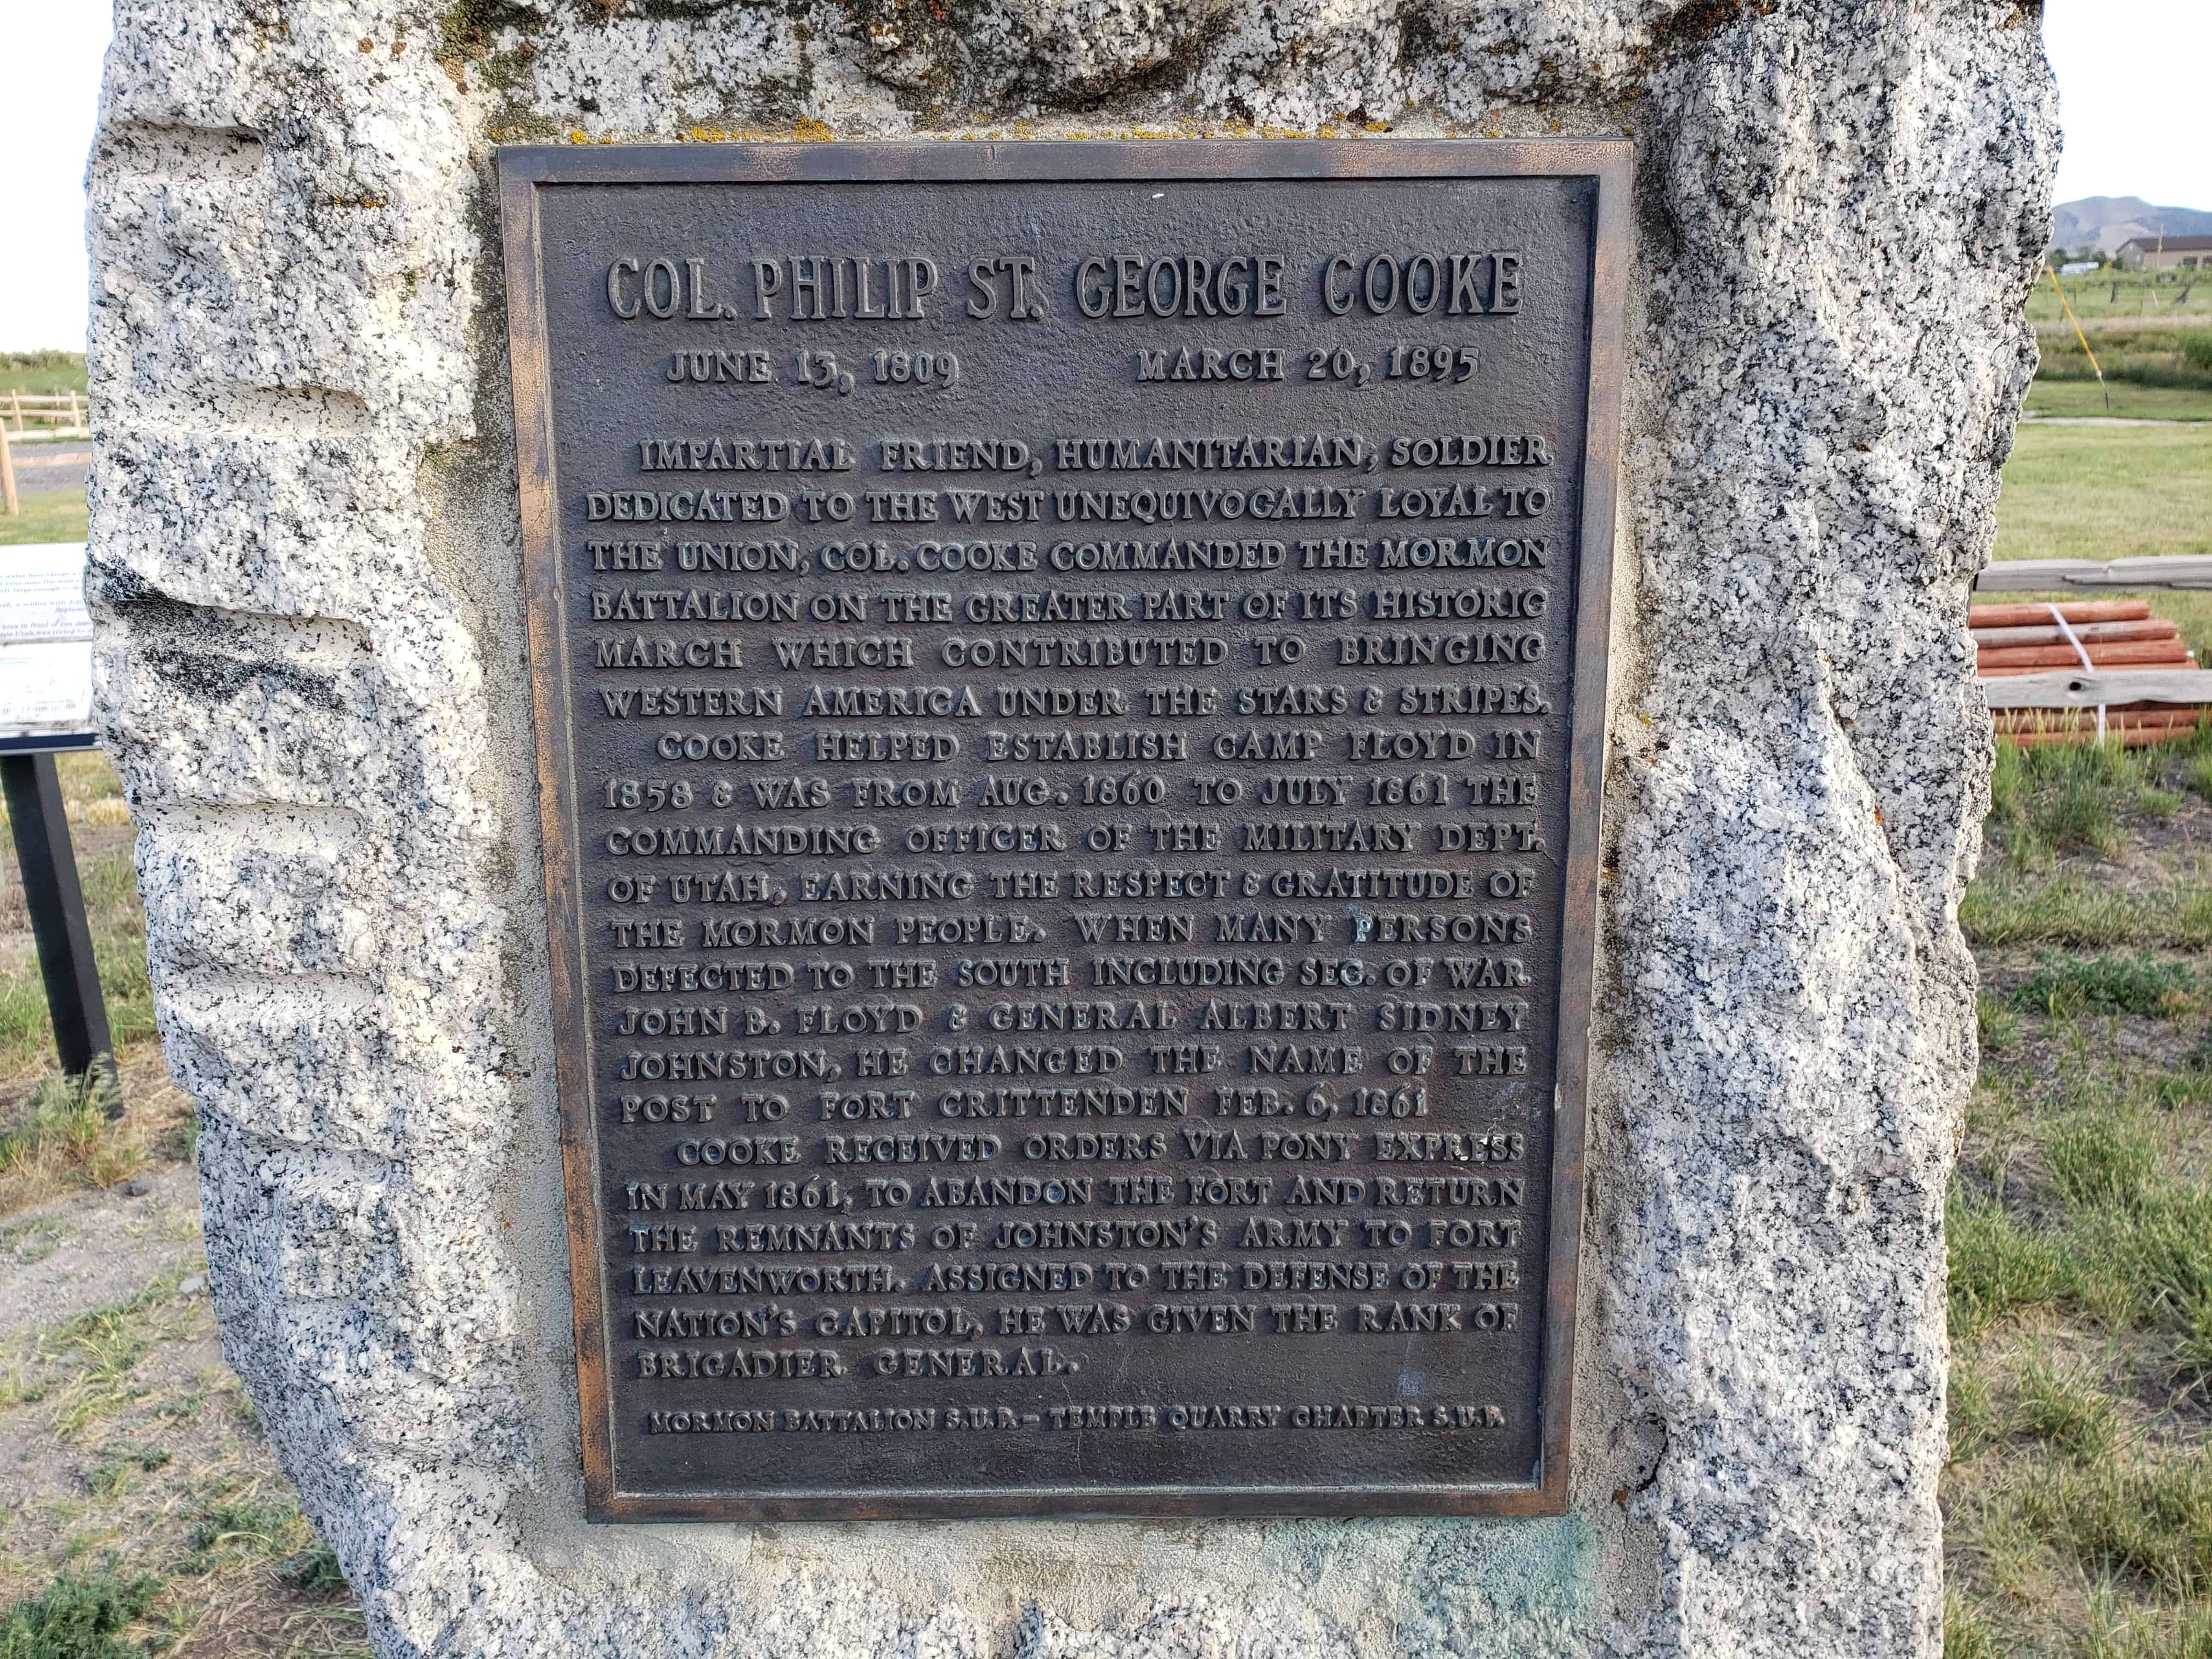 COL. PHILIP ST. GEORGE COOKE
JUNE 13, 1809 MARCH 20, 1895
IMPARTIAL FRIEND, HUMANITARIAN, SOLDIER
DEDICATED TO THE WEST UNEQUIVOCALLY LOYAL TO
THE UNION, COL. COOKE COMMANDED THE MORMON
BATTALION ON THE GREATER PART OF ITS HISTORIC
MARCH WHICH CONTRIBUTED TO BRINGING
WESTERN AMERICA UNDER THE STARS & STRIPES.
COOKE HELPED ESTABLISH CAMP FLOYD IN
1858 & WAS FROM AUG. 1860 TO JULY 1861 THE
COMMANDING OFFICER OF THE MILITARY DEPT.
OF UTAH, EARNING THE RESPECT & GRATITUDE OF
THE MORMON PEOPLE. WHEN MANY PERSONS
DEFECTED TO THE SOUTH INCLUDING SEC. OF WAR
JOHN B. FLOYD & GENERAL ALBERT SIDNEY
JOHNSTON, HE CHANGED THE NAME OF THE
POST TO FORT CRITTENDEN FEB. 6, 1861
COOKE RECEIVED ORDERS VIA PONY EXPRESS
IN MAY 1861, TO ABANDON THE FORT AND RETURN
THE REMNANTS OF JOHNSTON'S ARMY TO FORT
LEAVENWORTH. ASSIGNED TO THE DEFENSE OF THE
NATION'S CAPITOL, HE WAS GIVEN THE RANK OF
BRIGADIER GENERAL.
MORMON BATTALION S.U.P. - TEMPLE QUARRY CHAPTER S.U.P.